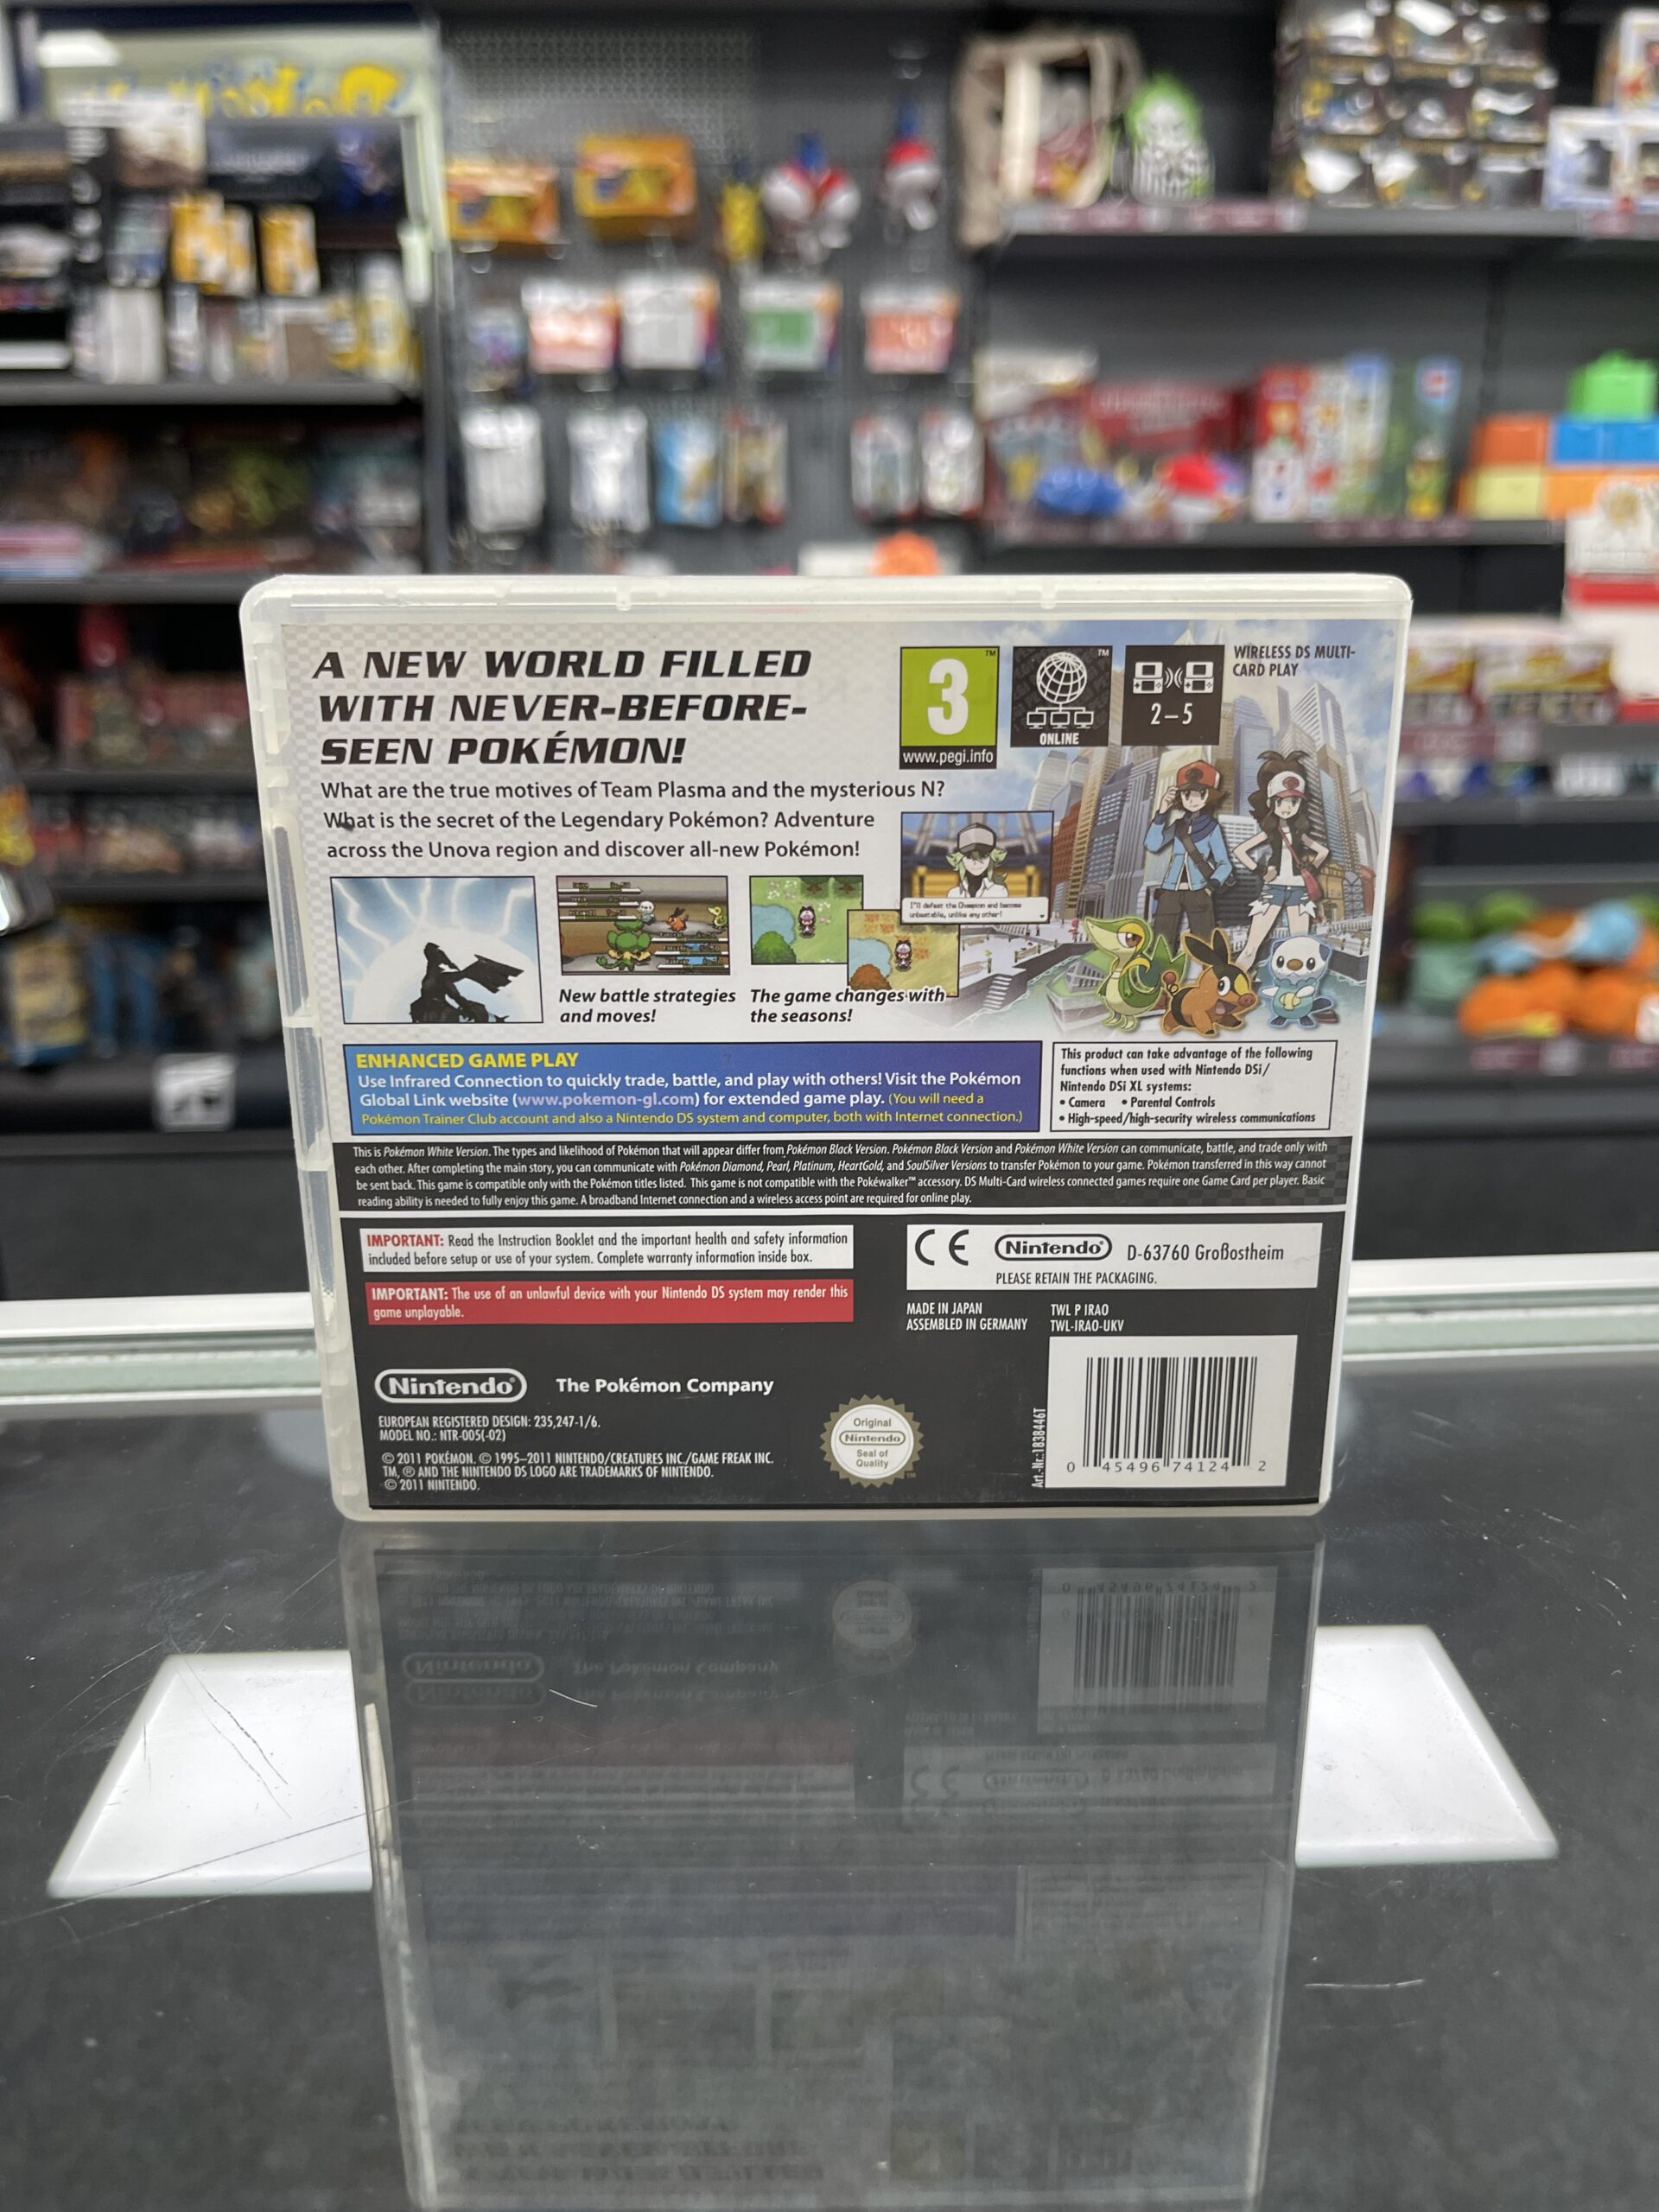 A NEW WORLD FILLED
WITH NEVER-BEFORE-
SEEN POKÉMON!
3
™
www.pegi.info
™
ONLINE
2–5
WIRELESS DS MULTI-
CARD PLAY
What are the true motives of Team Plasma and the mysterious N?
What is the secret of the Legendary Pokémon? Adventure
across the Unova region and discover all-new Pokémon!
I'll defeat the Champion and become
unbeatable, unlike any other!
New battle strategies
and moves!
The game changes with
the seasons!
ENHANCED GAME PLAY
Use Infrared Connection to quickly trade, battle, and play with others! Visit the Pokémon
Global Link website (www.pokemon-gl.com) for extended game play. (You will need a
Pokémon Trainer Club account and also a Nintendo DS system and computer, both with Internet connection.)
This product can take advantage of the following
functions when used with Nintendo DSi/
Nintendo DSi XL systems:
• Camera • Parental Controls
• High-speed/high-security wireless communications
This is Pokémon White Version. The types and likelihood of Pokémon that will appear differ from Pokémon Black Version. Pokémon Black Version and Pokémon White Version can communicate, battle, and trade only with
each other. After completing the main story, you can communicate with Pokémon Diamond, Pearl, Platinum, HeartGold, and SoulSilver Versions to transfer Pokémon to your game. Pokémon transferred in this way cannot
be sent back. This game is compatible only with the Pokémon titles listed. This game is not compatible with the Pokéwalker™ accessory. DS Multi-Card wireless connected games require one Game Card per player. Basic
reading ability is needed to fully enjoy this game. A broadband Internet connection and a wireless access point are required for online play.
IMPORTANT: Read the Instruction Booklet and the important health and safety information
included before setup or use of your system. Complete warranty information inside box.
IMPORTANT: The use of an unlawful device with your Nintendo DS system may render this
game unplayable.
CE Nintendo® D-63760 Großostheim
PLEASE RETAIN THE PACKAGING.
MADE IN JAPAN
ASSEMBLED IN GERMANY
TWL P IRAO
TWL-IRAO-UKV
Nintendo®
The Pokémon Company
EUROPEAN REGISTERED DESIGN: 235,247-1/6.
MODEL NO.: NTR-005(-02)
© 2011 POKÉMON. © 1995–2011 NINTENDO/CREATURES INC./GAME FREAK INC.
TM, ® AND THE NINTENDO DS LOGO ARE TRADEMARKS OF NINTENDO.
© 2011 NINTENDO.
Original
Nintendo
Seal of
Quality
™
Art.-Nr.:1838446T
0 45496 74124 2